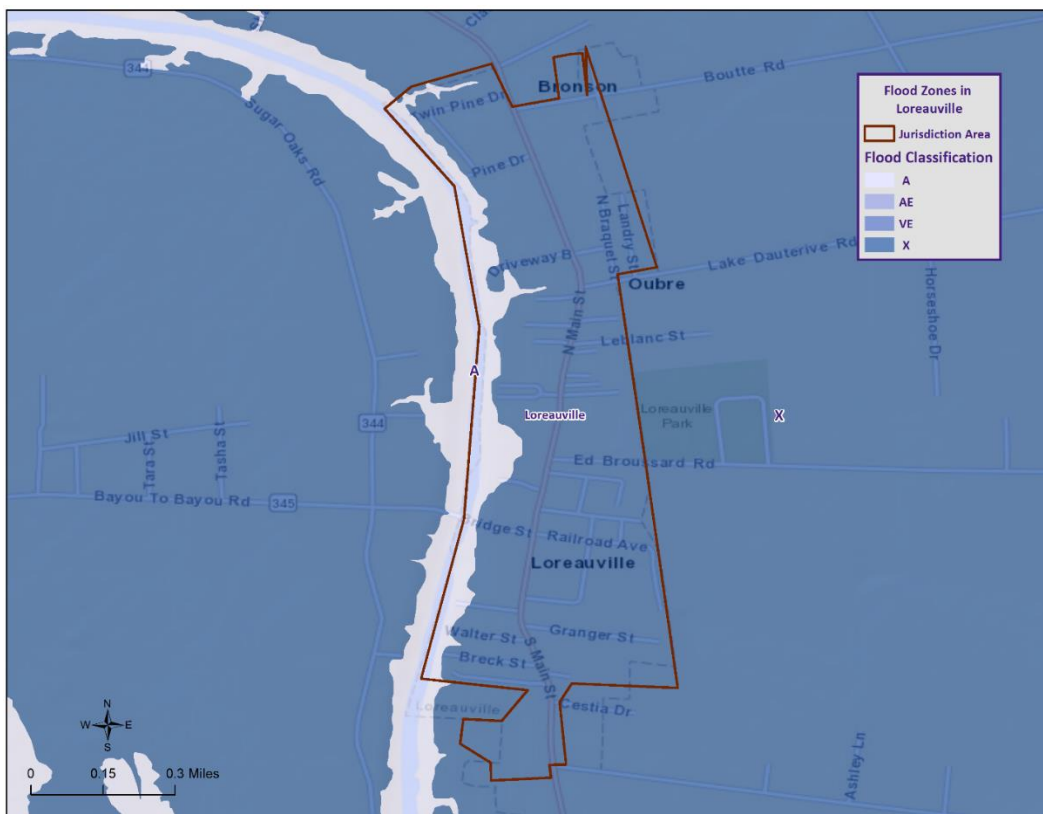 344
Sugar Oaks Rd
Twin Pine Dr
Bronson
Boutte Rd
Pine Dr
Flood Zones in
Loreauville
Jurisdiction Area
Flood Classification
A
AE
VE
X
N Braquet St
Landry St
Driveway B
Lake Dauterive Rd
Oubre
Horseshoe Dr
N Main St
Leblanc St
A
344
Loreauville
Loreauville
Park
X
Jill St
Tara St
Tasha St
Ed Broussard Rd
Bayou To Bayou Rd
345
Bridge St
Railroad Ave
Loreauville
Walter St
Granger St
S Main St
Breck St
Loreauville
Cestia Dr
Ashley Ln
N
W E
S
0 0.15 0.3 Miles